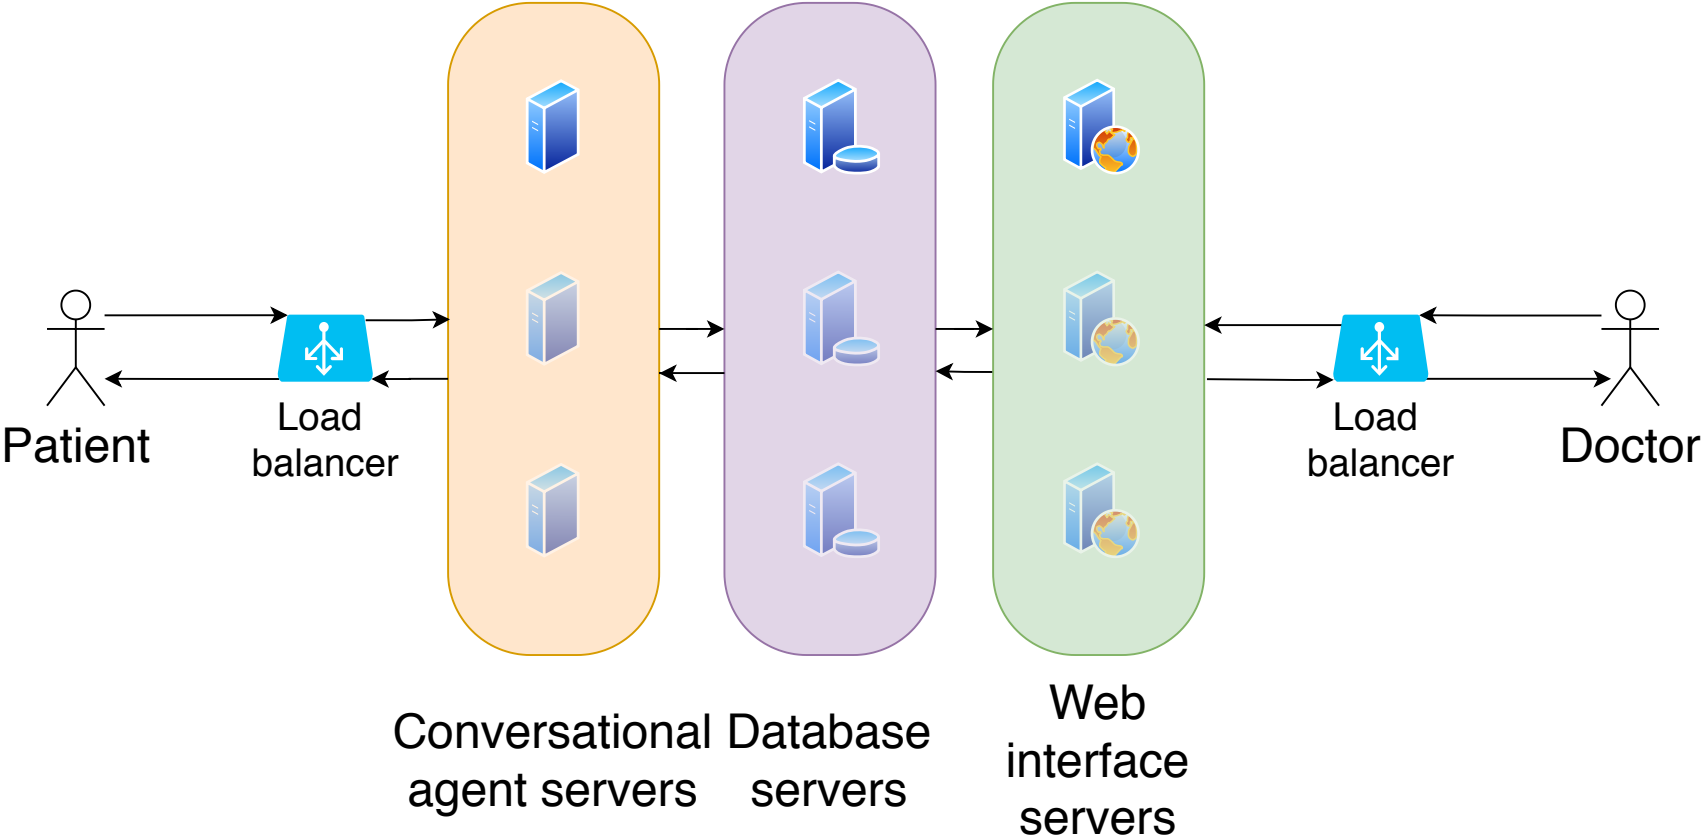 Patient
Load
balancer
Conversational
agent servers
Database
servers
Web
interface
servers
Load
balancer
Doctor